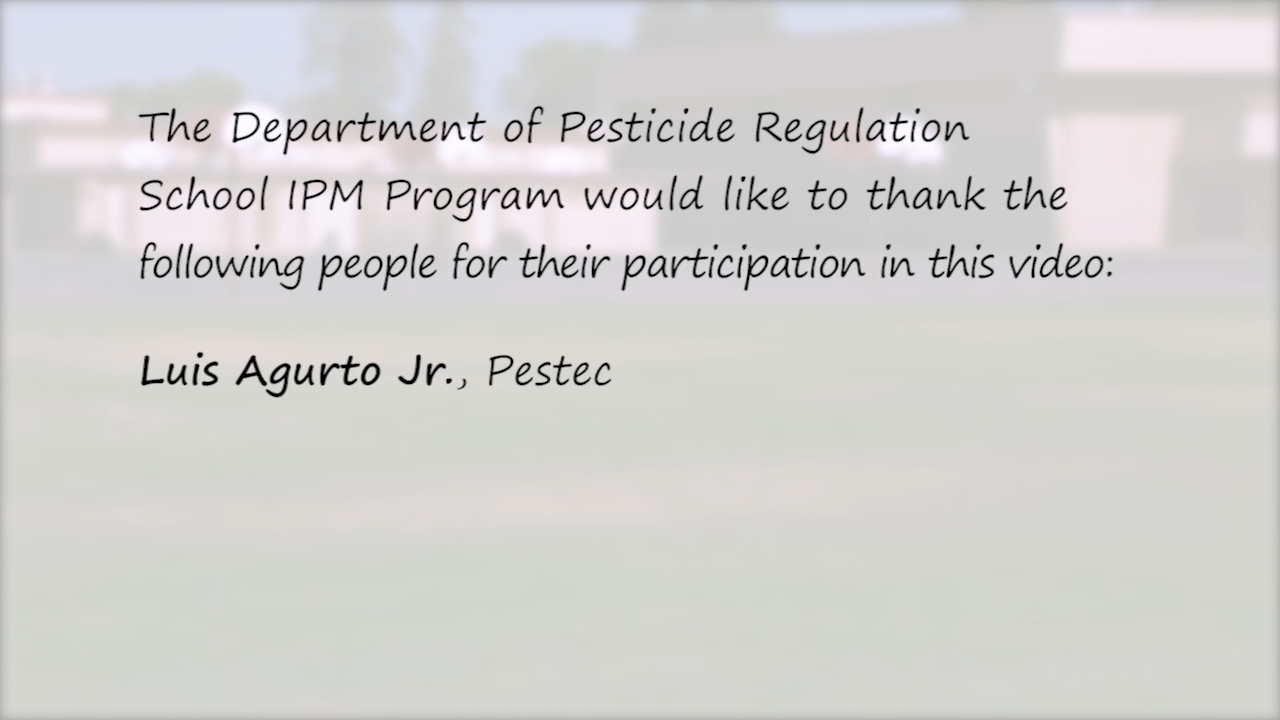 The Department of Pesticide Regulation
School IPM Program would like to thank the
following people for their participation in this video:
Luis Agurto Jr., Pestec